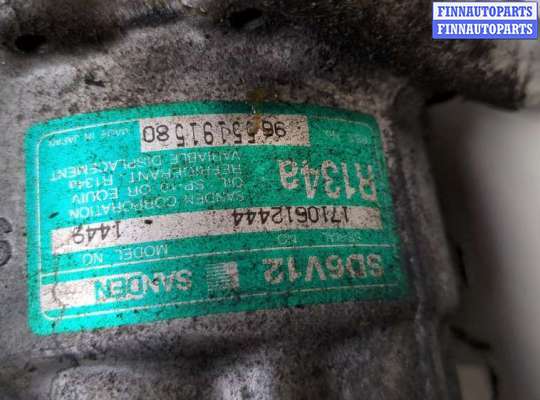 FINNAUTOPARTS
FINNAUTOPARTS
SD6V12 SANDEN
SERIAL NO. MODEL NO.
1710612444 1449
R134a
SANDEN CORPORATION
OIL SP-10 OR EQUIV
REFRIGERANT R134a
VARIABLE DISPLACEMENT
9655191580 MADE IN JAPAN